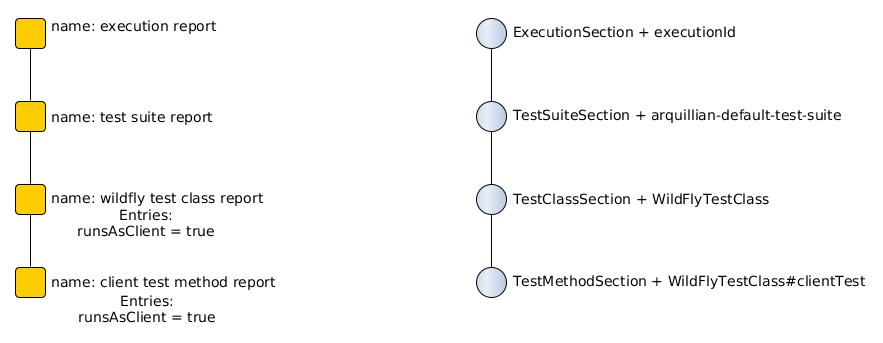 name: execution report
name: test suite report
name: wildfly test class report
Entries:
runsAsClient = true
name: client test method report
Entries:
runsAsClient = true
ExecutionSection + executionId
TestSuiteSection + arquillian-default-test-suite
TestClassSection + WildFlyTestClass
TestMethodSection + WildFlyTestClass#clientTest